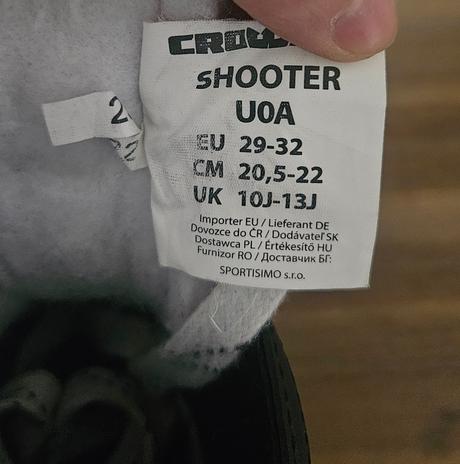 SHOOTER
U0A
EU 29-32
CM 20,5-22
UK 10J-13J
Importer EU / Lieferant DE
Dovozce do ČR / Dodávateľ SK
Dostawca PL / Értékesítő HU
Furnizor RO / Доставчик БГ:
SPORTISIMO s.r.o.